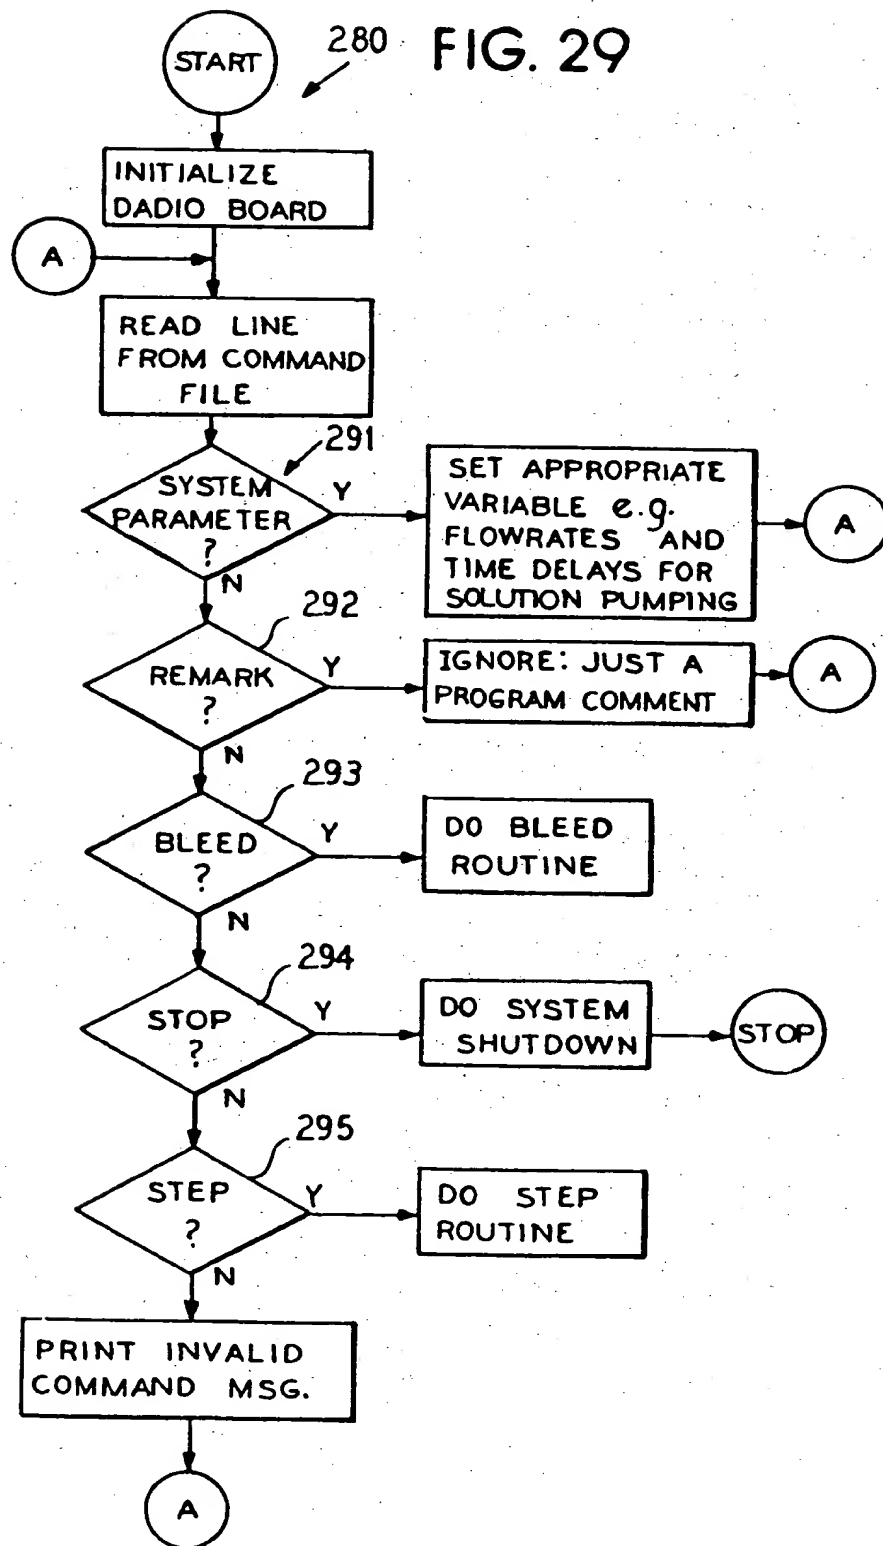 280 FIG. 29
START
INITIALIZE
DADIO BOARD
A
READ LINE
FROM COMMAND
FILE
291
SYSTEM
PARAMETER
?
Y
N
SET APPROPRIATE
VARIABLE e.g.
FLOWRATES AND
TIME DELAYS FOR
SOLUTION PUMPING
A
292
REMARK
?
Y
N
IGNORE: JUST A
PROGRAM COMMENT
A
293
BLEED
?
Y
N
DO BLEED
ROUTINE
294
STOP
?
Y
N
DO SYSTEM
SHUTDOWN
STOP
295
STEP
?
Y
N
DO STEP
ROUTINE
PRINT INVALID
COMMAND MSG.
A